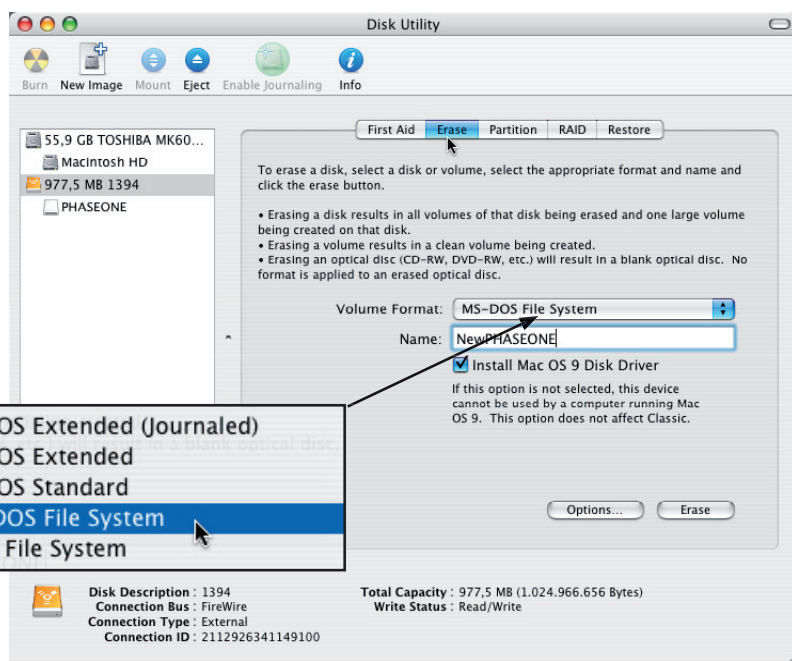 Disk Utility
Burn New Image Mount Eject Enable Journaling Info
55,9 GB TOSHIBA MK60...
Macintosh HD
977,5 MB 1394
PHASEONE
First Aid Erase Partition RAID Restore
To erase a disk, select a disk or volume, select the appropriate format and name and
click the erase button.
• Erasing a disk results in all volumes of that disk being erased and one large volume
being created on that disk.
• Erasing a volume results in a clean volume being created.
• Erasing an optical disc (CD-RW, DVD-RW, etc.) will result in a blank optical disc. No
format is applied to an erased optical disc.
Volume Format: MS-DOS File System
Name: NewPHASEONE
Install Mac OS 9 Disk Driver
If this option is not selected, this device
cannot be used by a computer running Mac
OS 9. This option does not affect Classic.
OS Extended (Journaled)
OS Extended
OS Standard
DOS File System
File System
Options... Erase
Disk Description : 1394
Connection Bus : FireWire
Connection Type : External
Connection ID : 2112926341149100
Total Capacity : 977,5 MB (1.024.966.656 Bytes)
Write Status : Read/Write